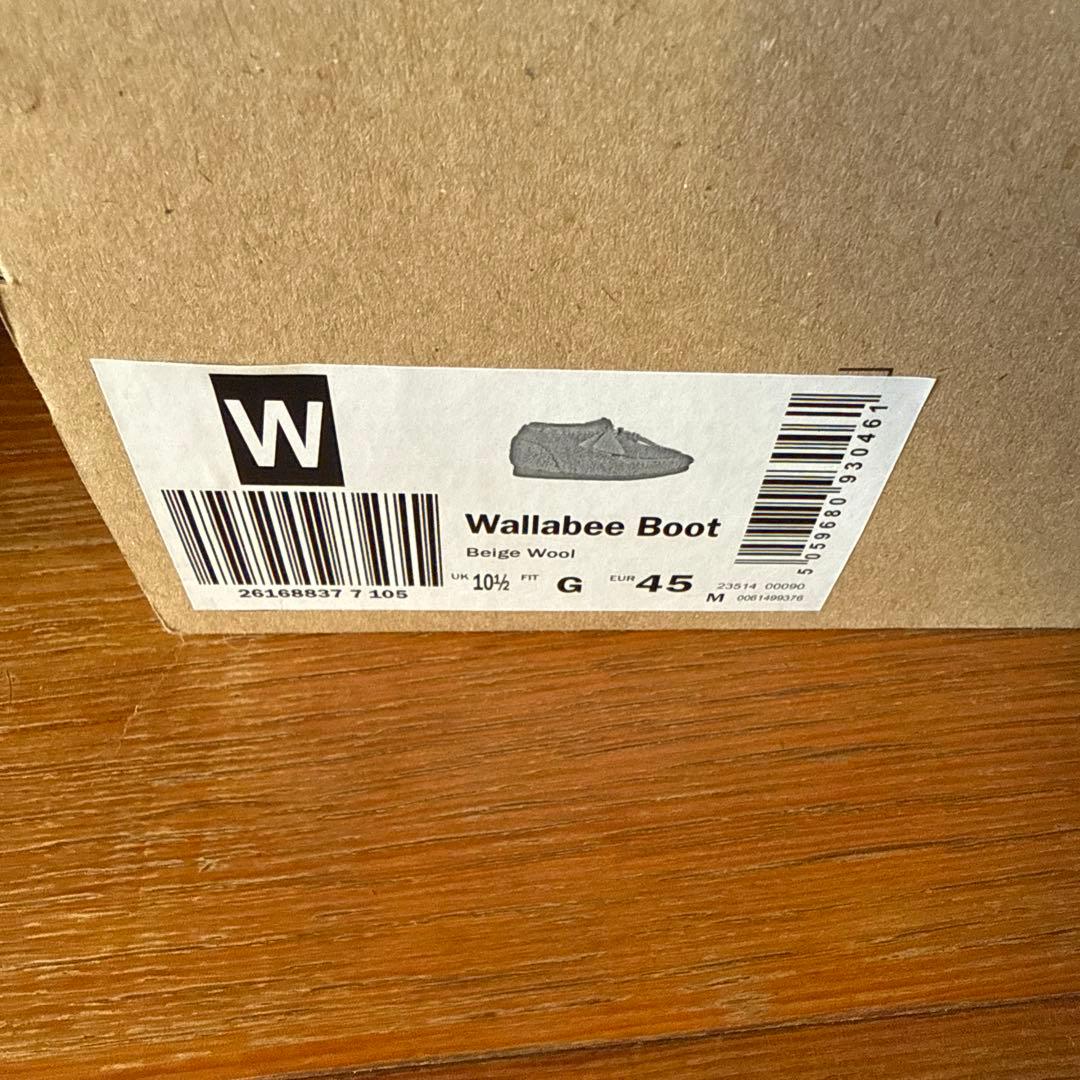 W
26168837 7 105
Wallabee Boot
Beige Wool
UK 10½ FIT G EUR 45
23514 00090
M 0061499376
5 059680 930461